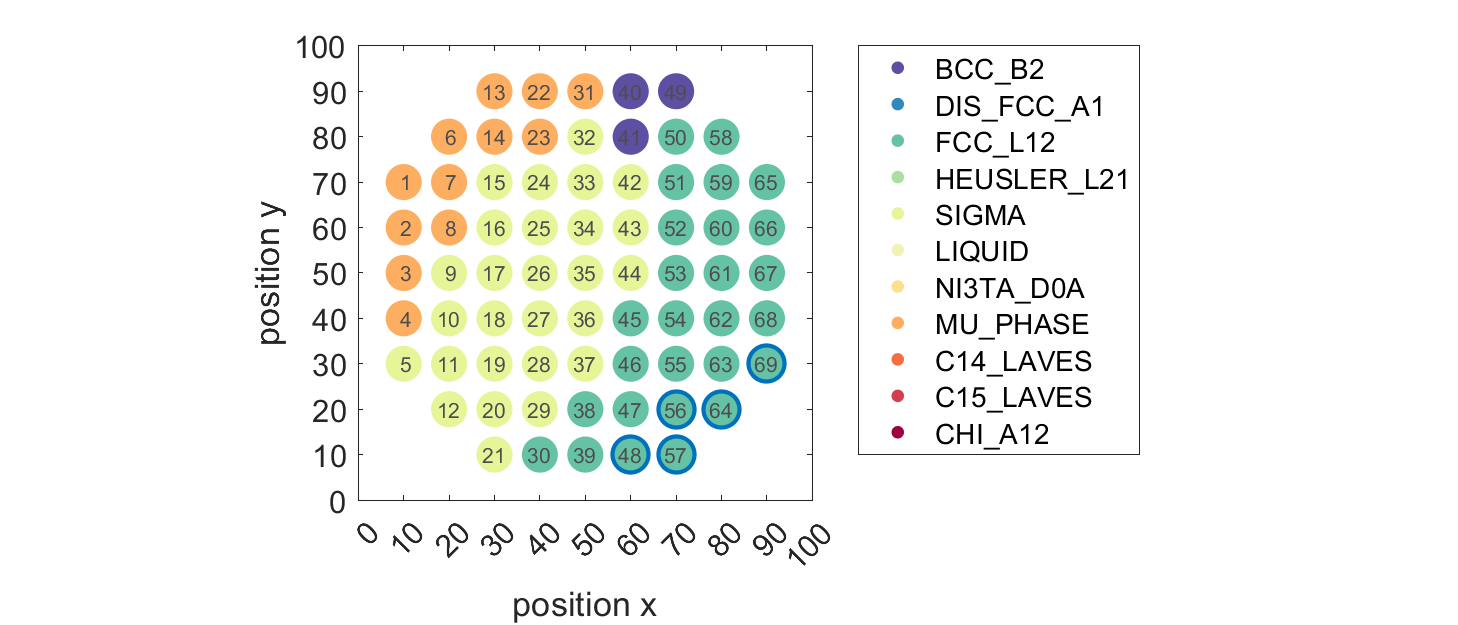 100
90 13 22 31 40 49
80 6 14 23 32 41 50 58
70 1 7 15 24 33 42 51 59 65
60 2 8 16 25 34 43 52 60 66
50 3 9 17 26 35 44 53 61 67
40 4 10 18 27 36 45 54 62 68
30 5 11 19 28 37 46 55 63 69
20 12 20 29 38 47 56 64
10 21 30 39 48 57
0
position y
0 10 20 30 40 50 60 70 80 90 100
position x
BCC_B2
DIS_FCC_A1
FCC_L12
HEUSLER_L21
SIGMA
LIQUID
NI3TA_D0A
MU_PHASE
C14_LAVES
C15_LAVES
CHI_A12